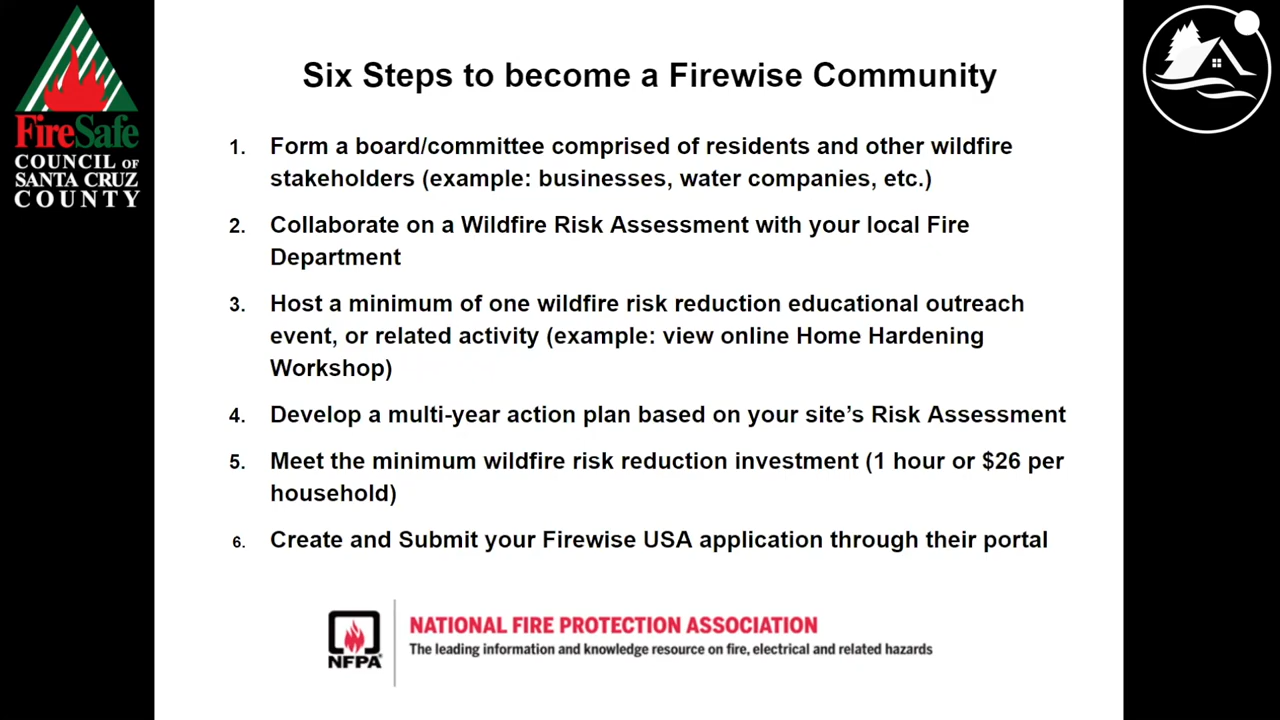 FireSafe
COUNCIL OF
SANTA CRUZ
COUNTY
Six Steps to become a Firewise Community
1. Form a board/committee comprised of residents and other wildfire
stakeholders (example: businesses, water companies, etc.)
2. Collaborate on a Wildfire Risk Assessment with your local Fire
Department
3. Host a minimum of one wildfire risk reduction educational outreach
event, or related activity (example: view online Home Hardening
Workshop)
4. Develop a multi-year action plan based on your site’s Risk Assessment
5. Meet the minimum wildfire risk reduction investment (1 hour or $26 per
household)
6. Create and Submit your Firewise USA application through their portal
NFPA®
NATIONAL FIRE PROTECTION ASSOCIATION
The leading information and knowledge resource on fire, electrical and related hazards